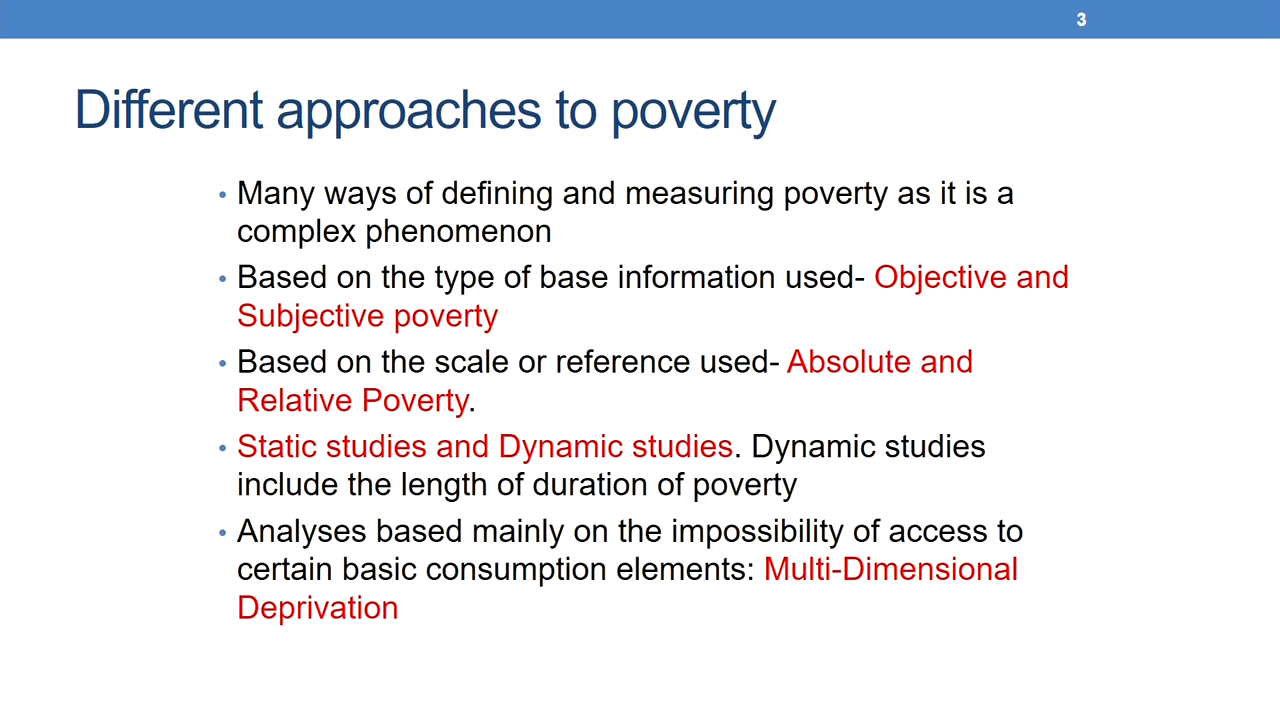 3
Different approaches to poverty
• Many ways of defining and measuring poverty as it is a
complex phenomenon
• Based on the type of base information used- Objective and
Subjective poverty
• Based on the scale or reference used- Absolute and
Relative Poverty.
• Static studies and Dynamic studies. Dynamic studies
include the length of duration of poverty
• Analyses based mainly on the impossibility of access to
certain basic consumption elements: Multi-Dimensional
Deprivation